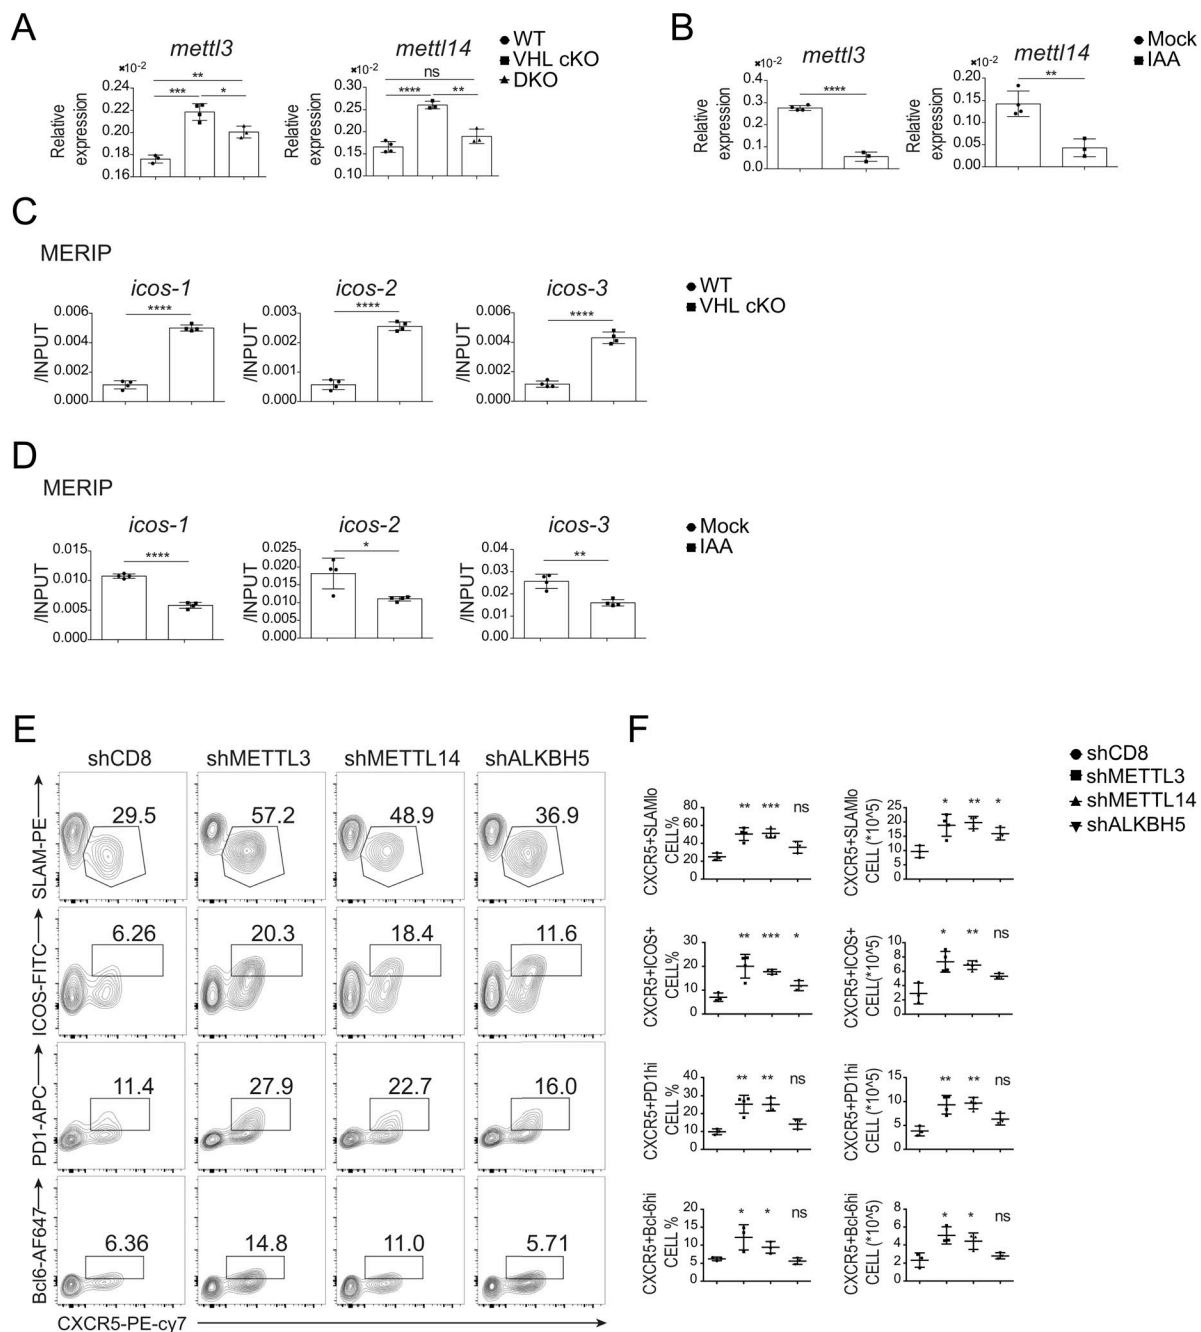 A
mettl3
×10⁻²
Relative expression
0.24
0.22
0.20
0.18
0.16
**
***
*
mettl14
×10⁻²
Relative expression
0.30
0.25
0.20
0.15
0.10
ns
****
**
WT
VHL cKO
DKO
B
mettl3
×10⁻²
Relative expression
0.4
0.3
0.2
0.1
0.0
****
mettl14
×10⁻²
Relative expression
0.20
0.15
0.10
0.05
0.00
**
Mock
IAA
C
MERIP
icos-1
/INPUT
0.006
0.004
0.002
0.000
****
icos-2
/INPUT
0.003
0.002
0.001
0.000
****
icos-3
/INPUT
0.006
0.004
0.002
0.000
****
WT
VHL cKO
D
MERIP
icos-1
/INPUT
0.015
0.010
0.005
0.000
****
icos-2
/INPUT
0.025
0.020
0.015
0.010
0.005
0.000
*
icos-3
/INPUT
0.04
0.03
0.02
0.01
0.00
**
Mock
IAA
E
shCD8 shMETTL3 shMETTL14 shALKBH5
SLAM-PE
29.5 57.2 48.9 36.9
ICOS-FITC
6.26 20.3 18.4 11.6
PD1-APC
11.4 27.9 22.7 16.0
Bcl6-AF647
6.36 14.8 11.0 5.71
CXCR5-PE-cy7
F
shCD8
shMETTL3
shMETTL14
shALKBH5
CXCR5+SLAMlo
CELL%
80
60
40
20
0
** *** ns
CXCR5+SLAMlo
CELL (*10^5)
25
20
15
10
5
0
* ** *
CXCR5+ICOS+
CELL%
30
20
10
0
** *** *
CXCR5+ICOS+
CELL(*10^5)
10
8
6
4
2
0
* ** ns
CXCR5+PD1hi
CELL %
40
30
20
10
0
** ** ns
CXCR5+PD1hi
CELL (*10^5)
15
10
5
0
** ** ns
CXCR5+Bcl-6hi
CELL %
20
15
10
5
0
* * ns
CXCR5+Bcl-6hi
CELL (*10^5)
8
6
4
2
0
* * ns